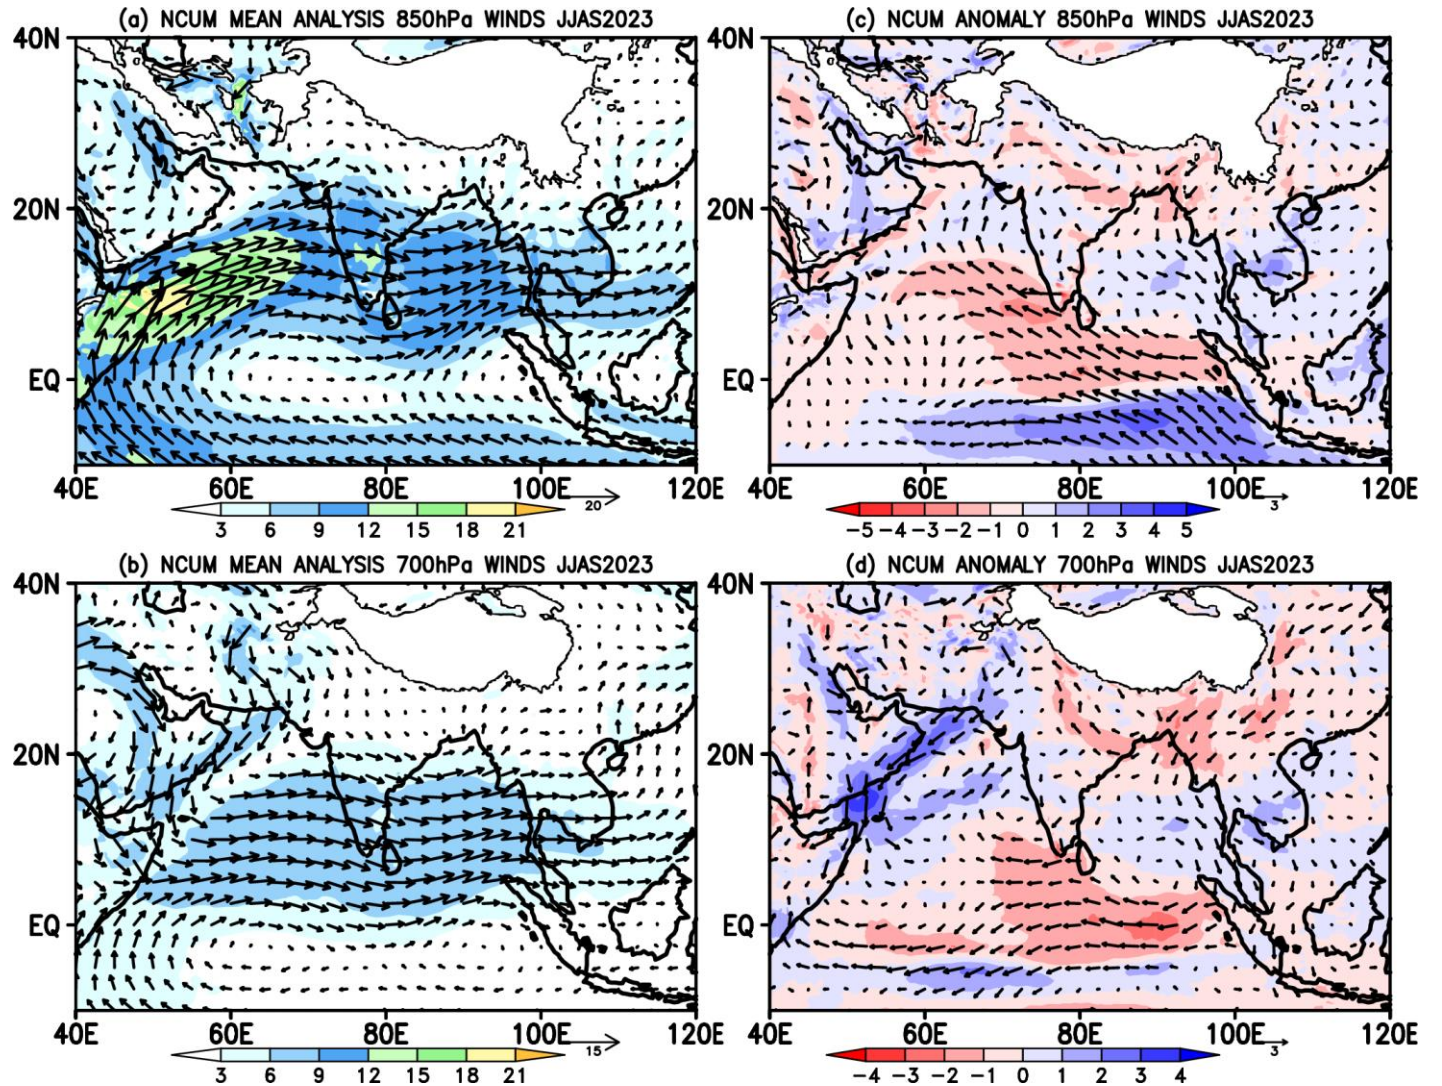 (a) NCUM MEAN ANALYSIS 850hPa WINDS JJAS2023
40N
20N
EQ
40E 60E 80E 100E 120E
20
3 6 9 12 15 18 21
(c) NCUM ANOMALY 850hPa WINDS JJAS2023
40N
20N
EQ
40E 60E 80E 100E 120E
3
-5 -4 -3 -2 -1 0 1 2 3 4 5
(b) NCUM MEAN ANALYSIS 700hPa WINDS JJAS2023
40N
20N
EQ
40E 60E 80E 100E 120E
15
3 6 9 12 15 18 21
(d) NCUM ANOMALY 700hPa WINDS JJAS2023
40N
20N
EQ
40E 60E 80E 100E 120E
3
-4 -3 -2 -1 0 1 2 3 4